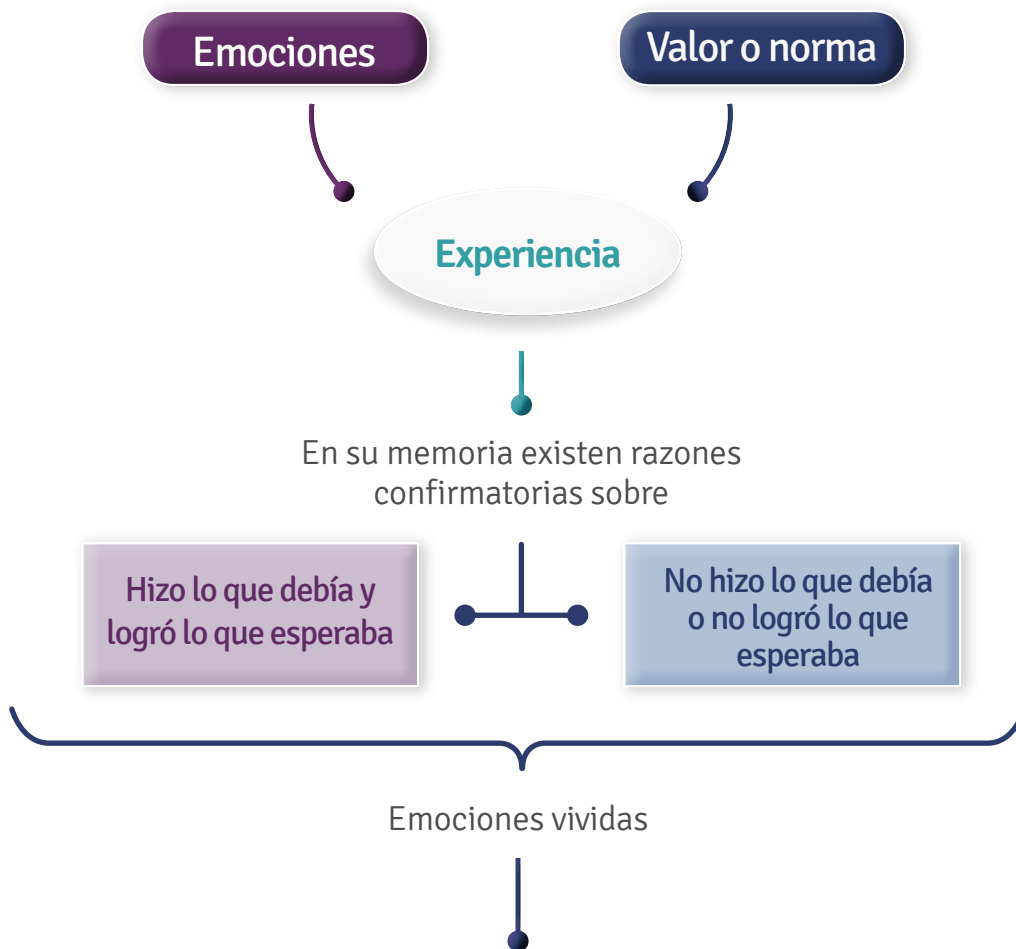 Emociones
Valor o norma
Experiencia
En su memoria existen razones
confirmatorias sobre
Hizo lo que debía y
logró lo que esperaba
No hizo lo que debía
o no logró lo que
esperaba
Emociones vividas